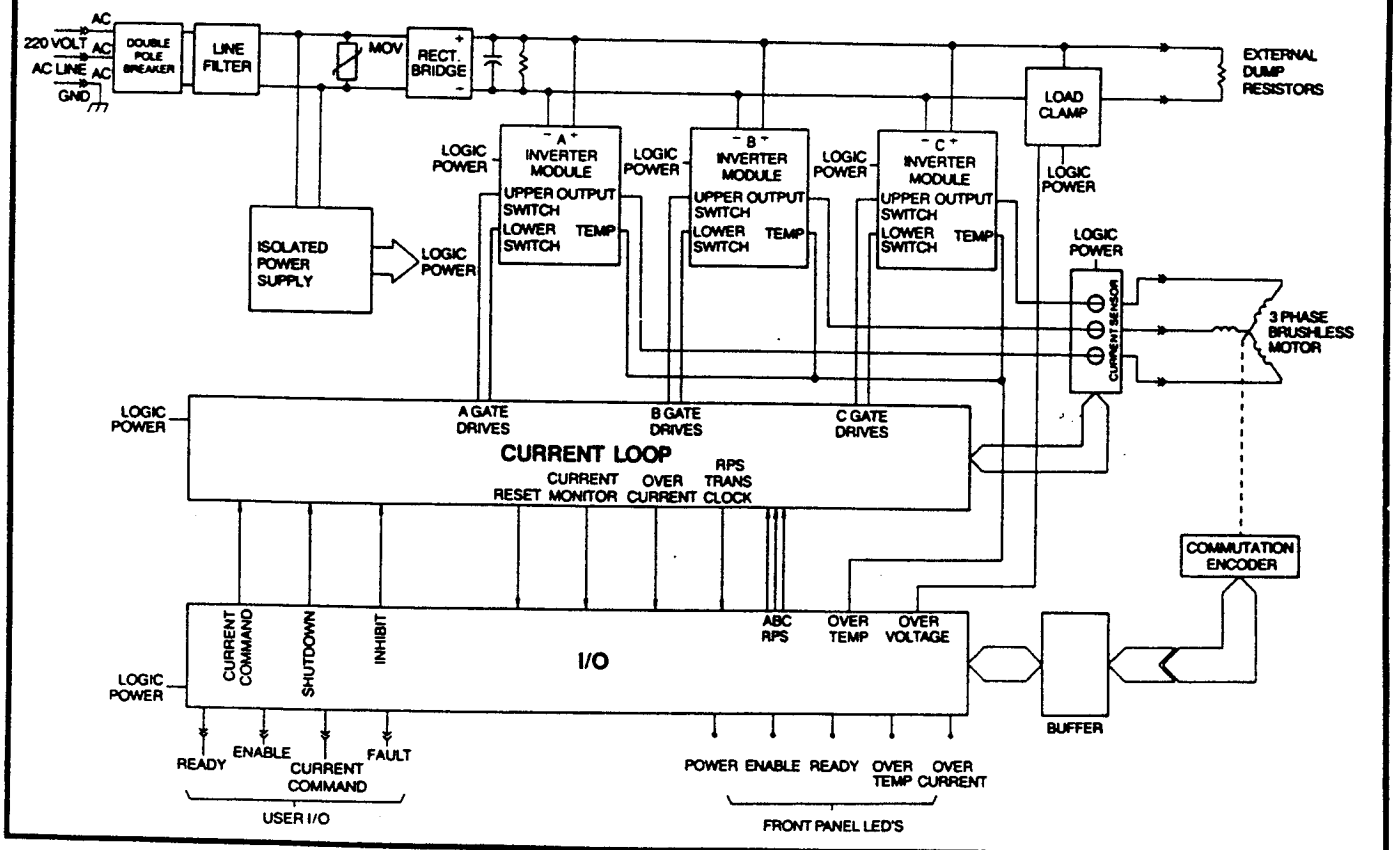 AC
220 VOLT
AC
AC LINE
AC
GND
DOUBLE
POLE
BREAKER
LINE
FILTER
MOV
RECT.
BRIDGE
+
-
EXTERNAL
DUMP
RESISTORS
LOAD
CLAMP
LOGIC
POWER
LOGIC
POWER
- A +
INVERTER
MODULE
UPPER OUTPUT
SWITCH
LOWER TEMP
SWITCH
LOGIC
POWER
- B +
INVERTER
MODULE
UPPER OUTPUT
SWITCH
LOWER TEMP
SWITCH
LOGIC
POWER
- C +
INVERTER
MODULE
UPPER OUTPUT
SWITCH
LOWER TEMP
SWITCH
ISOLATED
POWER
SUPPLY
LOGIC
POWER
LOGIC
POWER
CURRENT SENSOR
3 PHASE
BRUSHLESS
MOTOR
LOGIC
POWER
A GATE
DRIVES
B GATE
DRIVES
C GATE
DRIVES
CURRENT LOOP
RESET
CURRENT
MONITOR
OVER
CURRENT
RPS
TRANS
CLOCK
COMMUTATION
ENCODER
CURRENT
COMMAND
SHUTDOWN
INHIBIT
I/O
ABC
RPS
OVER
TEMP
OVER
VOLTAGE
LOGIC
POWER
BUFFER
READY
ENABLE
CURRENT
COMMAND
FAULT
USER I/O
POWER
ENABLE
READY
OVER
TEMP
OVER
CURRENT
FRONT PANEL LED'S